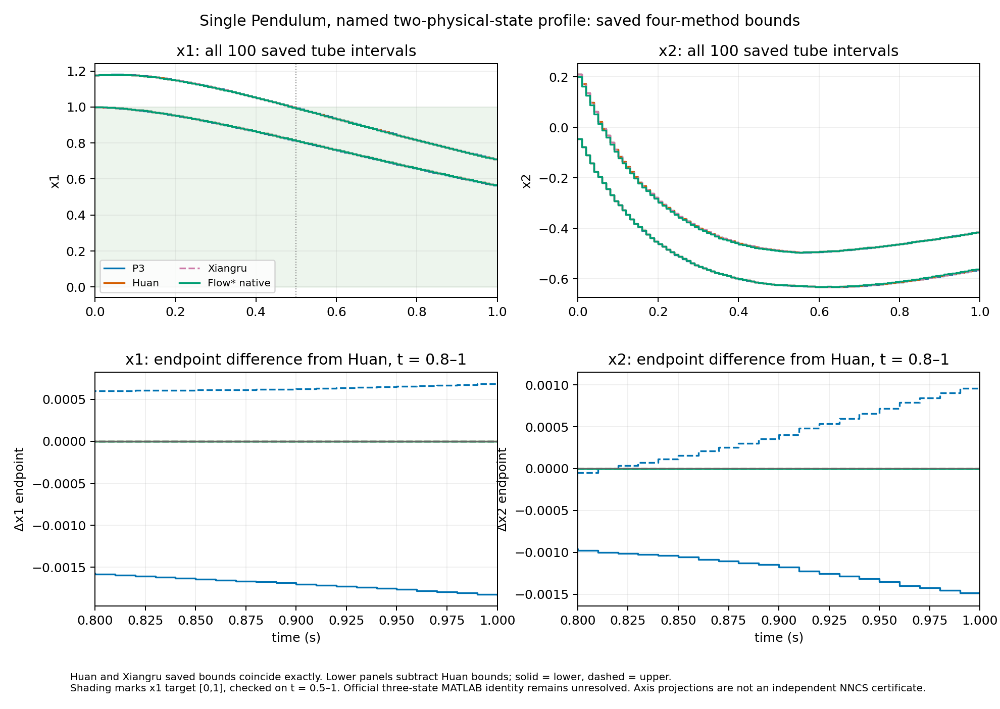 Single Pendulum, named two-physical-state profile: saved four-method bounds
x1: all 100 saved tube intervals
x1
1.2
1.0
0.8
0.6
0.4
0.2
0.0
P3
Huan
Xiangru
Flow* native
0.0 0.2 0.4 0.6 0.8 1.0
x2: all 100 saved tube intervals
x2
0.2
0.0
−0.2
−0.4
−0.6
0.0 0.2 0.4 0.6 0.8 1.0
x1: endpoint difference from Huan, t = 0.8–1
Δx1 endpoint
0.0005
0.0000
−0.0005
−0.0010
−0.0015
0.800 0.825 0.850 0.875 0.900 0.925 0.950 0.975 1.000
time (s)
x2: endpoint difference from Huan, t = 0.8–1
Δx2 endpoint
0.0010
0.0005
0.0000
−0.0005
−0.0010
−0.0015
0.800 0.825 0.850 0.875 0.900 0.925 0.950 0.975 1.000
time (s)
Huan and Xiangru saved bounds coincide exactly. Lower panels subtract Huan bounds; solid = lower, dashed = upper.
Shading marks x1 target [0,1], checked on t = 0.5–1. Official three-state MATLAB identity remains unresolved. Axis projections are not an independent NNCS certificate.